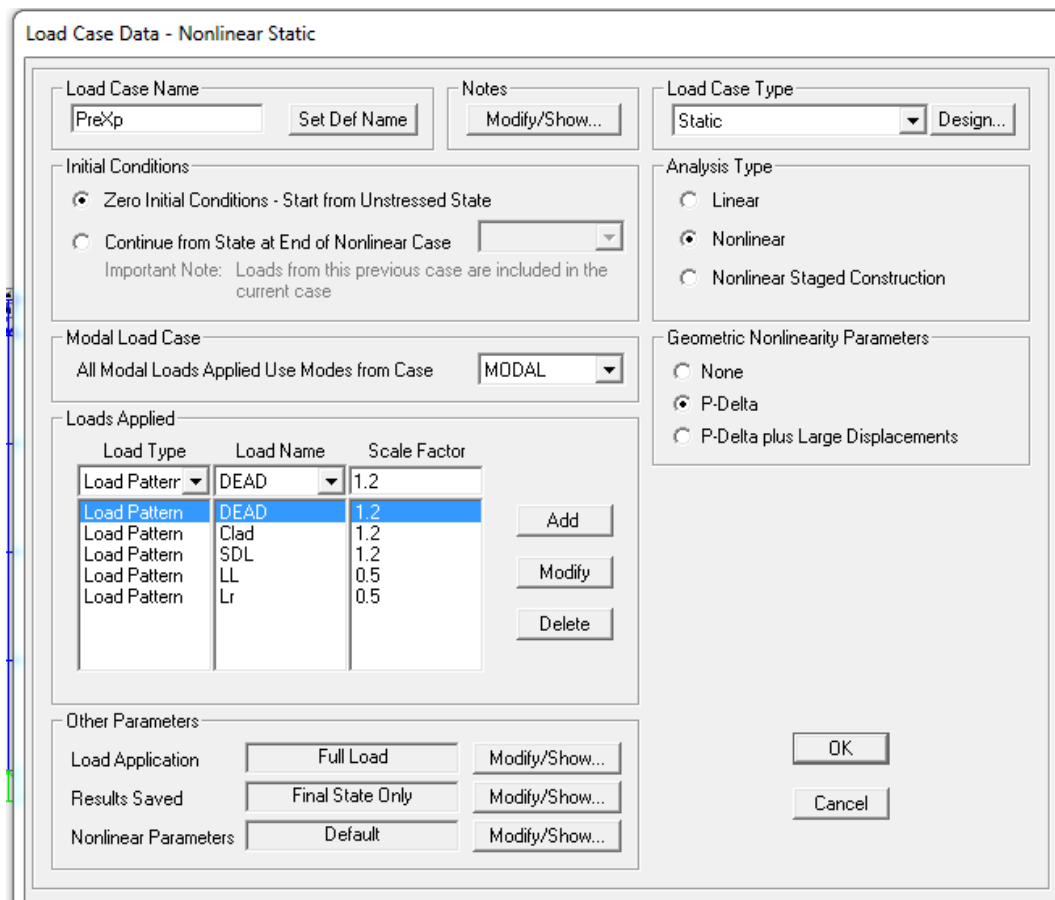 Load Case Data - Nonlinear Static
Load Case Name
PreXp
Set Def Name
Notes
Modify/Show...
Load Case Type
Static
Design...
Initial Conditions
Zero Initial Conditions - Start from Unstressed State
Continue from State at End of Nonlinear Case
Important Note: Loads from this previous case are included in the
current case
Analysis Type
Linear
Nonlinear
Nonlinear Staged Construction
Modal Load Case
All Modal Loads Applied Use Modes from Case MODAL
Geometric Nonlinearity Parameters
None
P-Delta
P-Delta plus Large Displacements
Loads Applied
Load Type Load Name Scale Factor
Load Pattern DEAD 1.2
Load Pattern DEAD 1.2
Load Pattern Clad 1.2
Load Pattern SDL 1.2
Load Pattern LL 0.5
Load Pattern Lr 0.5
Add
Modify
Delete
Other Parameters
Load Application Full Load Modify/Show...
Results Saved Final State Only Modify/Show...
Nonlinear Parameters Default Modify/Show...
OK
Cancel